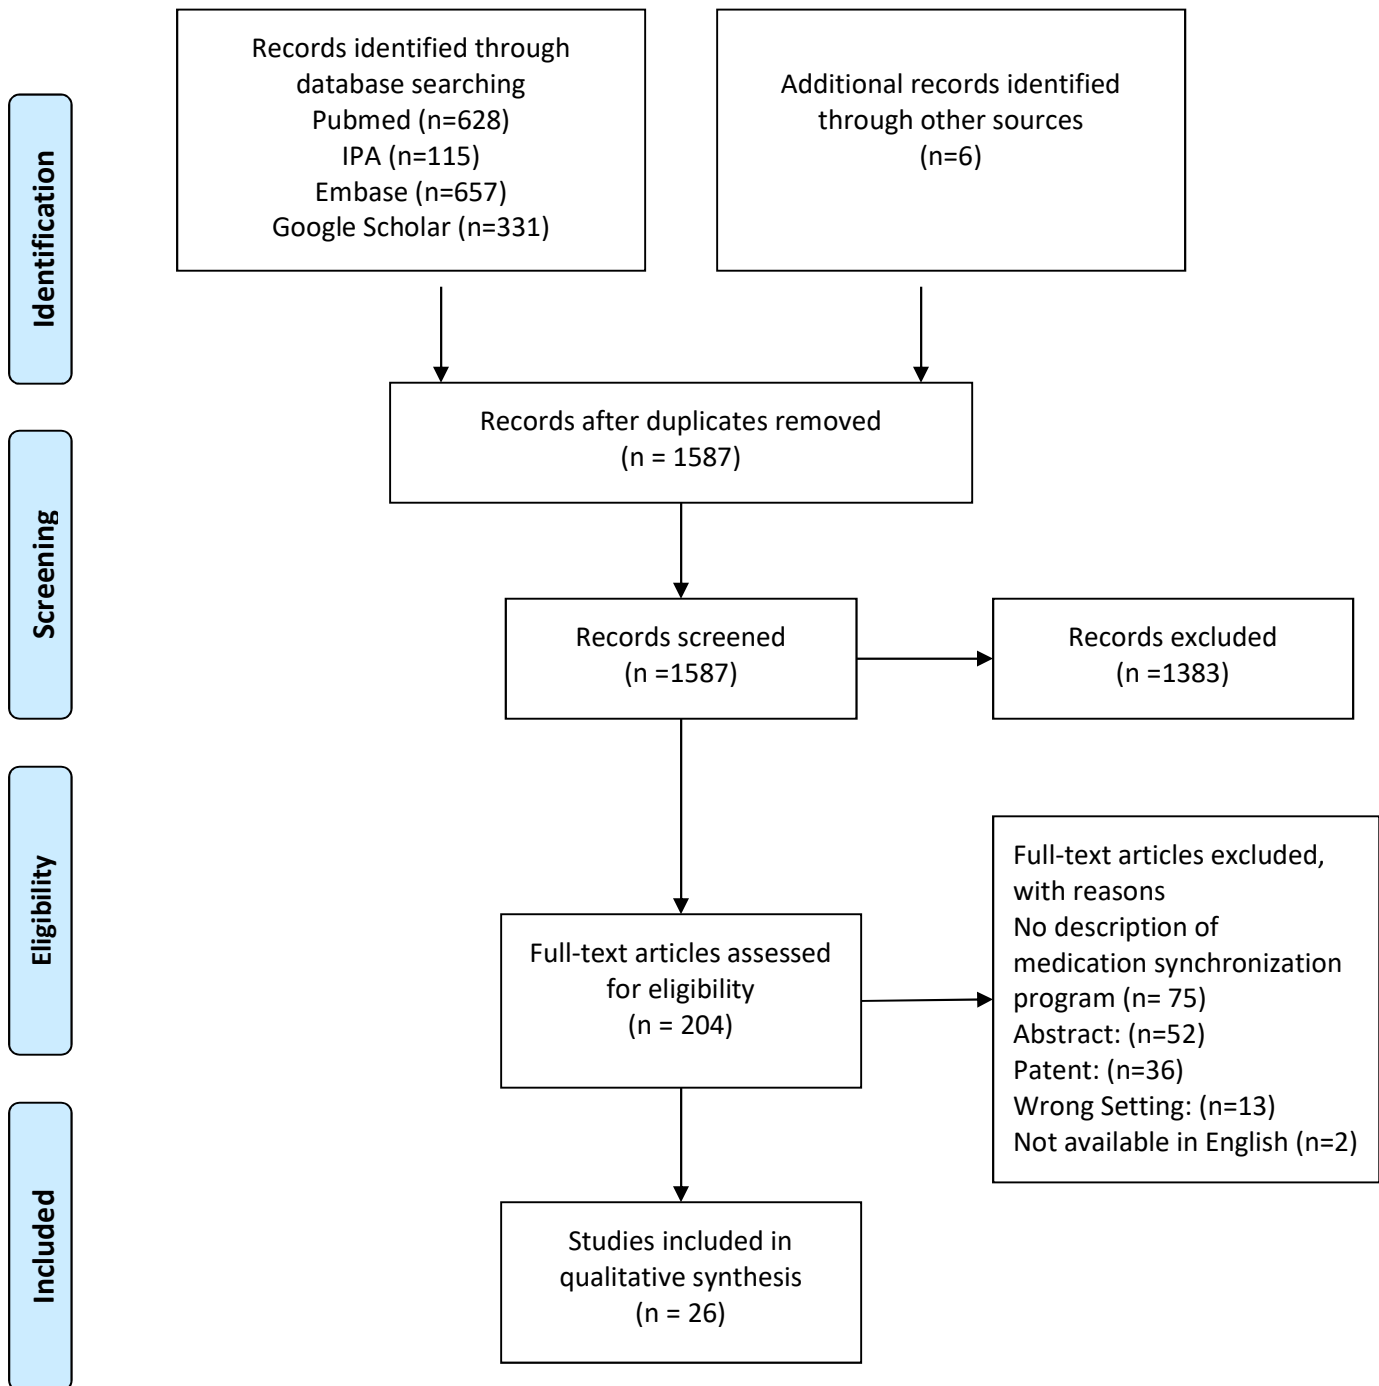 Identification
Records identified through
database searching
Pubmed (n=628)
IPA (n=115)
Embase (n=657)
Google Scholar (n=331)
Additional records identified
through other sources
(n=6)
Records after duplicates removed
(n = 1587)
Screening
Records screened
(n =1587)
Records excluded
(n =1383)
Eligibility
Full-text articles assessed
for eligibility
(n = 204)
Full-text articles excluded,
with reasons
No description of
medication synchronization
program (n= 75)
Abstract: (n=52)
Patent: (n=36)
Wrong Setting: (n=13)
Not available in English (n=2)
Included
Studies included in
qualitative synthesis
(n = 26)